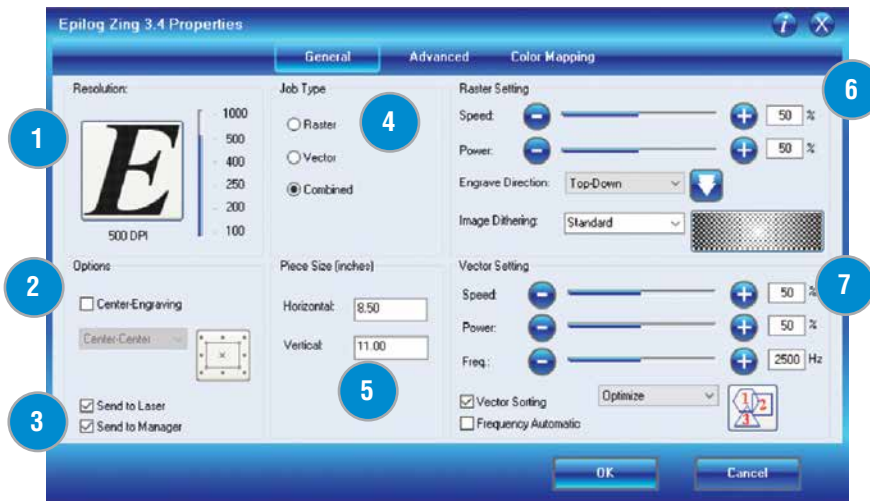 Epilog Zing 3.4 Properties
i X
General Advanced Color Mapping
1
Resolution:
E
500 DPI
1000
500
400
250
200
100
Job Type
4
Raster
Vector
Combined
Raster Setting
6
Speed: - + 50 %
Power: - + 50 %
Engrave Direction: Top-Down
Image Dithering: Standard
2
Options
Center-Engraving
Center-Center
3
Send to Laser
Send to Manager
Piece Size (inches)
Horizontal: 8.50
Vertical: 11.00
5
Vector Setting
7
Speed: - + 50 %
Power: - + 50 %
Freq.: - + 2500 Hz
Vector Sorting Optimize
1 2 3
Frequency Automatic
OK Cancel